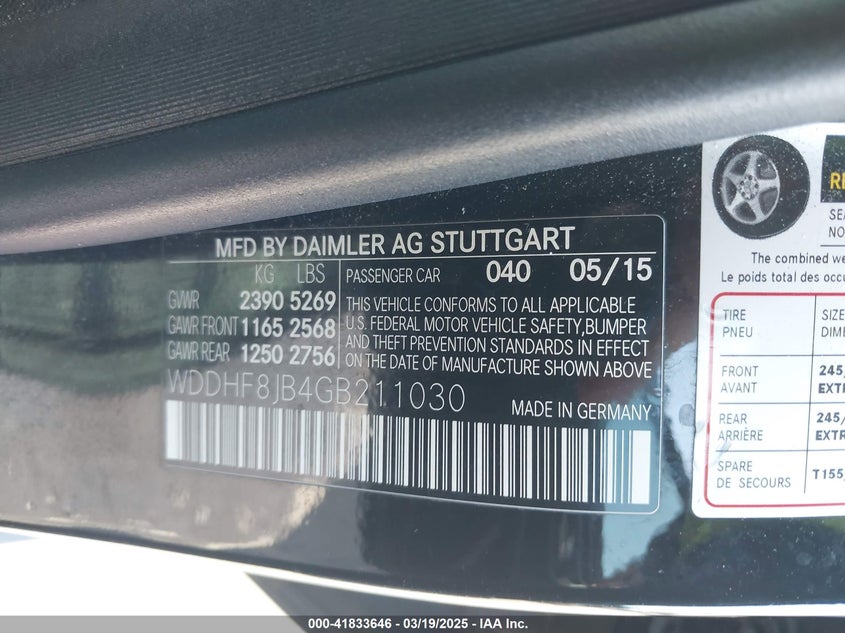 MFD BY DAIMLER AG STUTTGART
KG LBS
GVWR 2390 5269
GAWR FRONT 1165 2568
GAWR REAR 1250 2756
PASSENGER CAR 040 05/15
THIS VEHICLE CONFORMS TO ALL APPLICABLE
U.S. FEDERAL MOTOR VEHICLE SAFETY,BUMPER
AND THEFT PREVENTION STANDARDS IN EFFECT
ON THE DATE OF MANUFACTURE SHOWN ABOVE
WDDHF8JB4GB211030
MADE IN GERMANY
NO
The combined
Le poids total des
TIRE SIZE
PNEU
FRONT 245/
AVANT EXTR
REAR 245/
ARRIÈRE EXTR
SPARE T155/
DE SECOURS
000-41833646 — 03/19/2025 — IAA Inc.